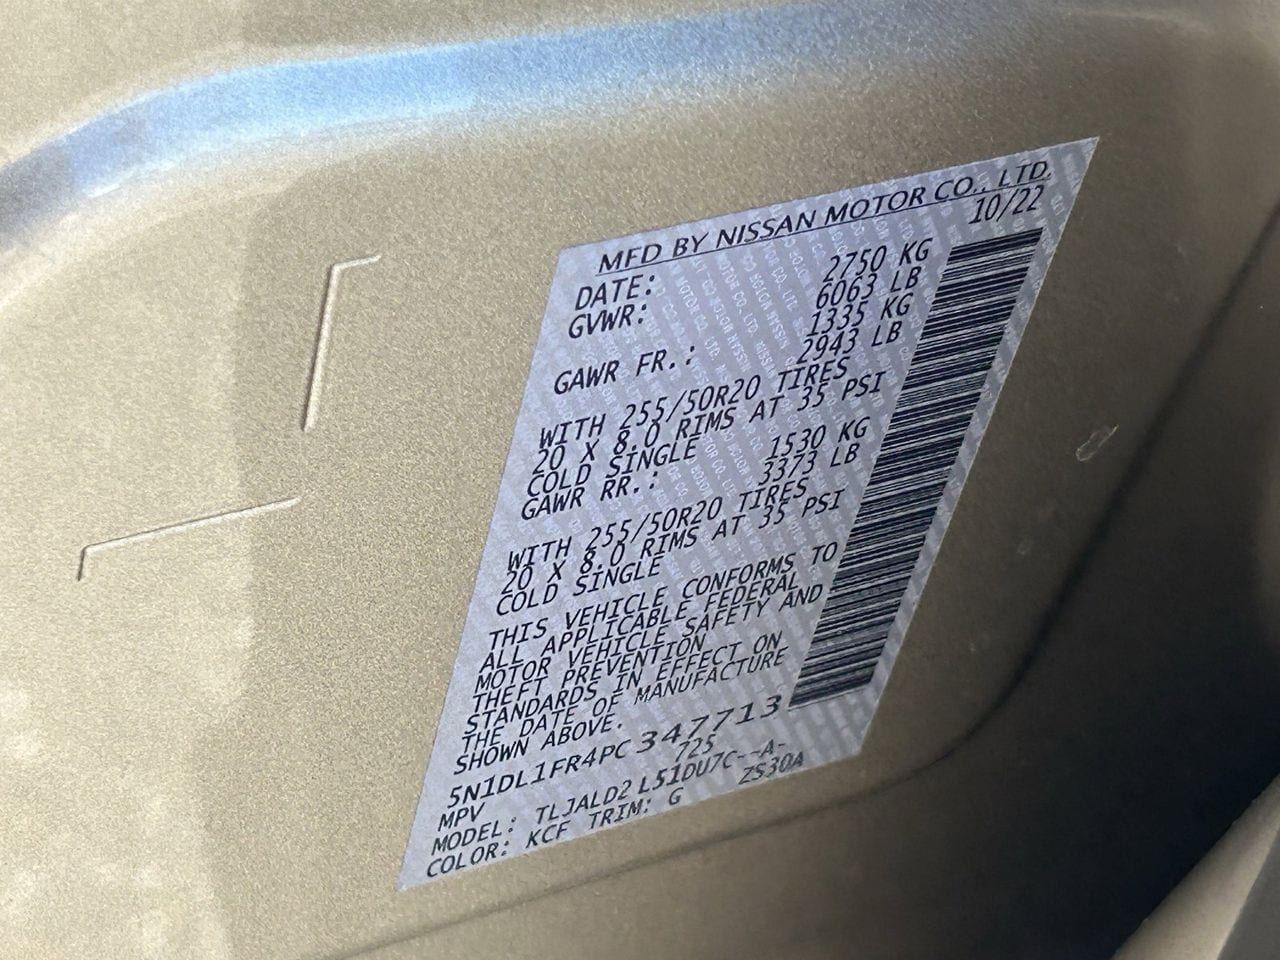 MFD BY NISSAN MOTOR CO., LTD.
DATE: 10/22
GVWR: 2750 KG
6063 LB
GAWR FR.: 1335 KG
2943 LB
WITH 255/50R20 TIRES
20 X 8.0 RIMS AT 35 PSI
COLD SINGLE
GAWR RR.: 1530 KG
3373 LB
WITH 255/50R20 TIRES
20 X 8.0 RIMS AT 35 PSI
COLD SINGLE
THIS VEHICLE CONFORMS TO
ALL APPLICABLE FEDERAL
MOTOR VEHICLE SAFETY AND
THEFT PREVENTION
STANDARDS IN EFFECT ON
THE DATE OF MANUFACTURE
SHOWN ABOVE.
5N1DL1FR4PC 347713
MPV 725
MODEL: TLJALD2 L51DU7C--A-
COLOR: KCF TRIM: G ZS30A